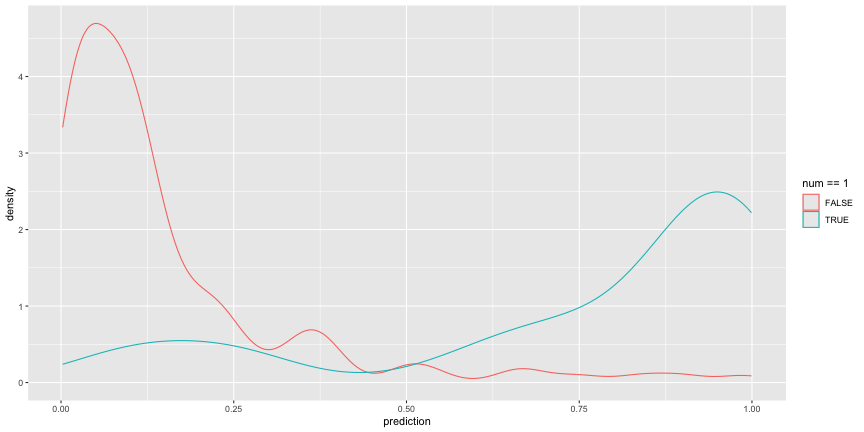 4
3
2
1
0
density
0.00
0.25
0.50
0.75
1.00
prediction
num == 1
FALSE
TRUE